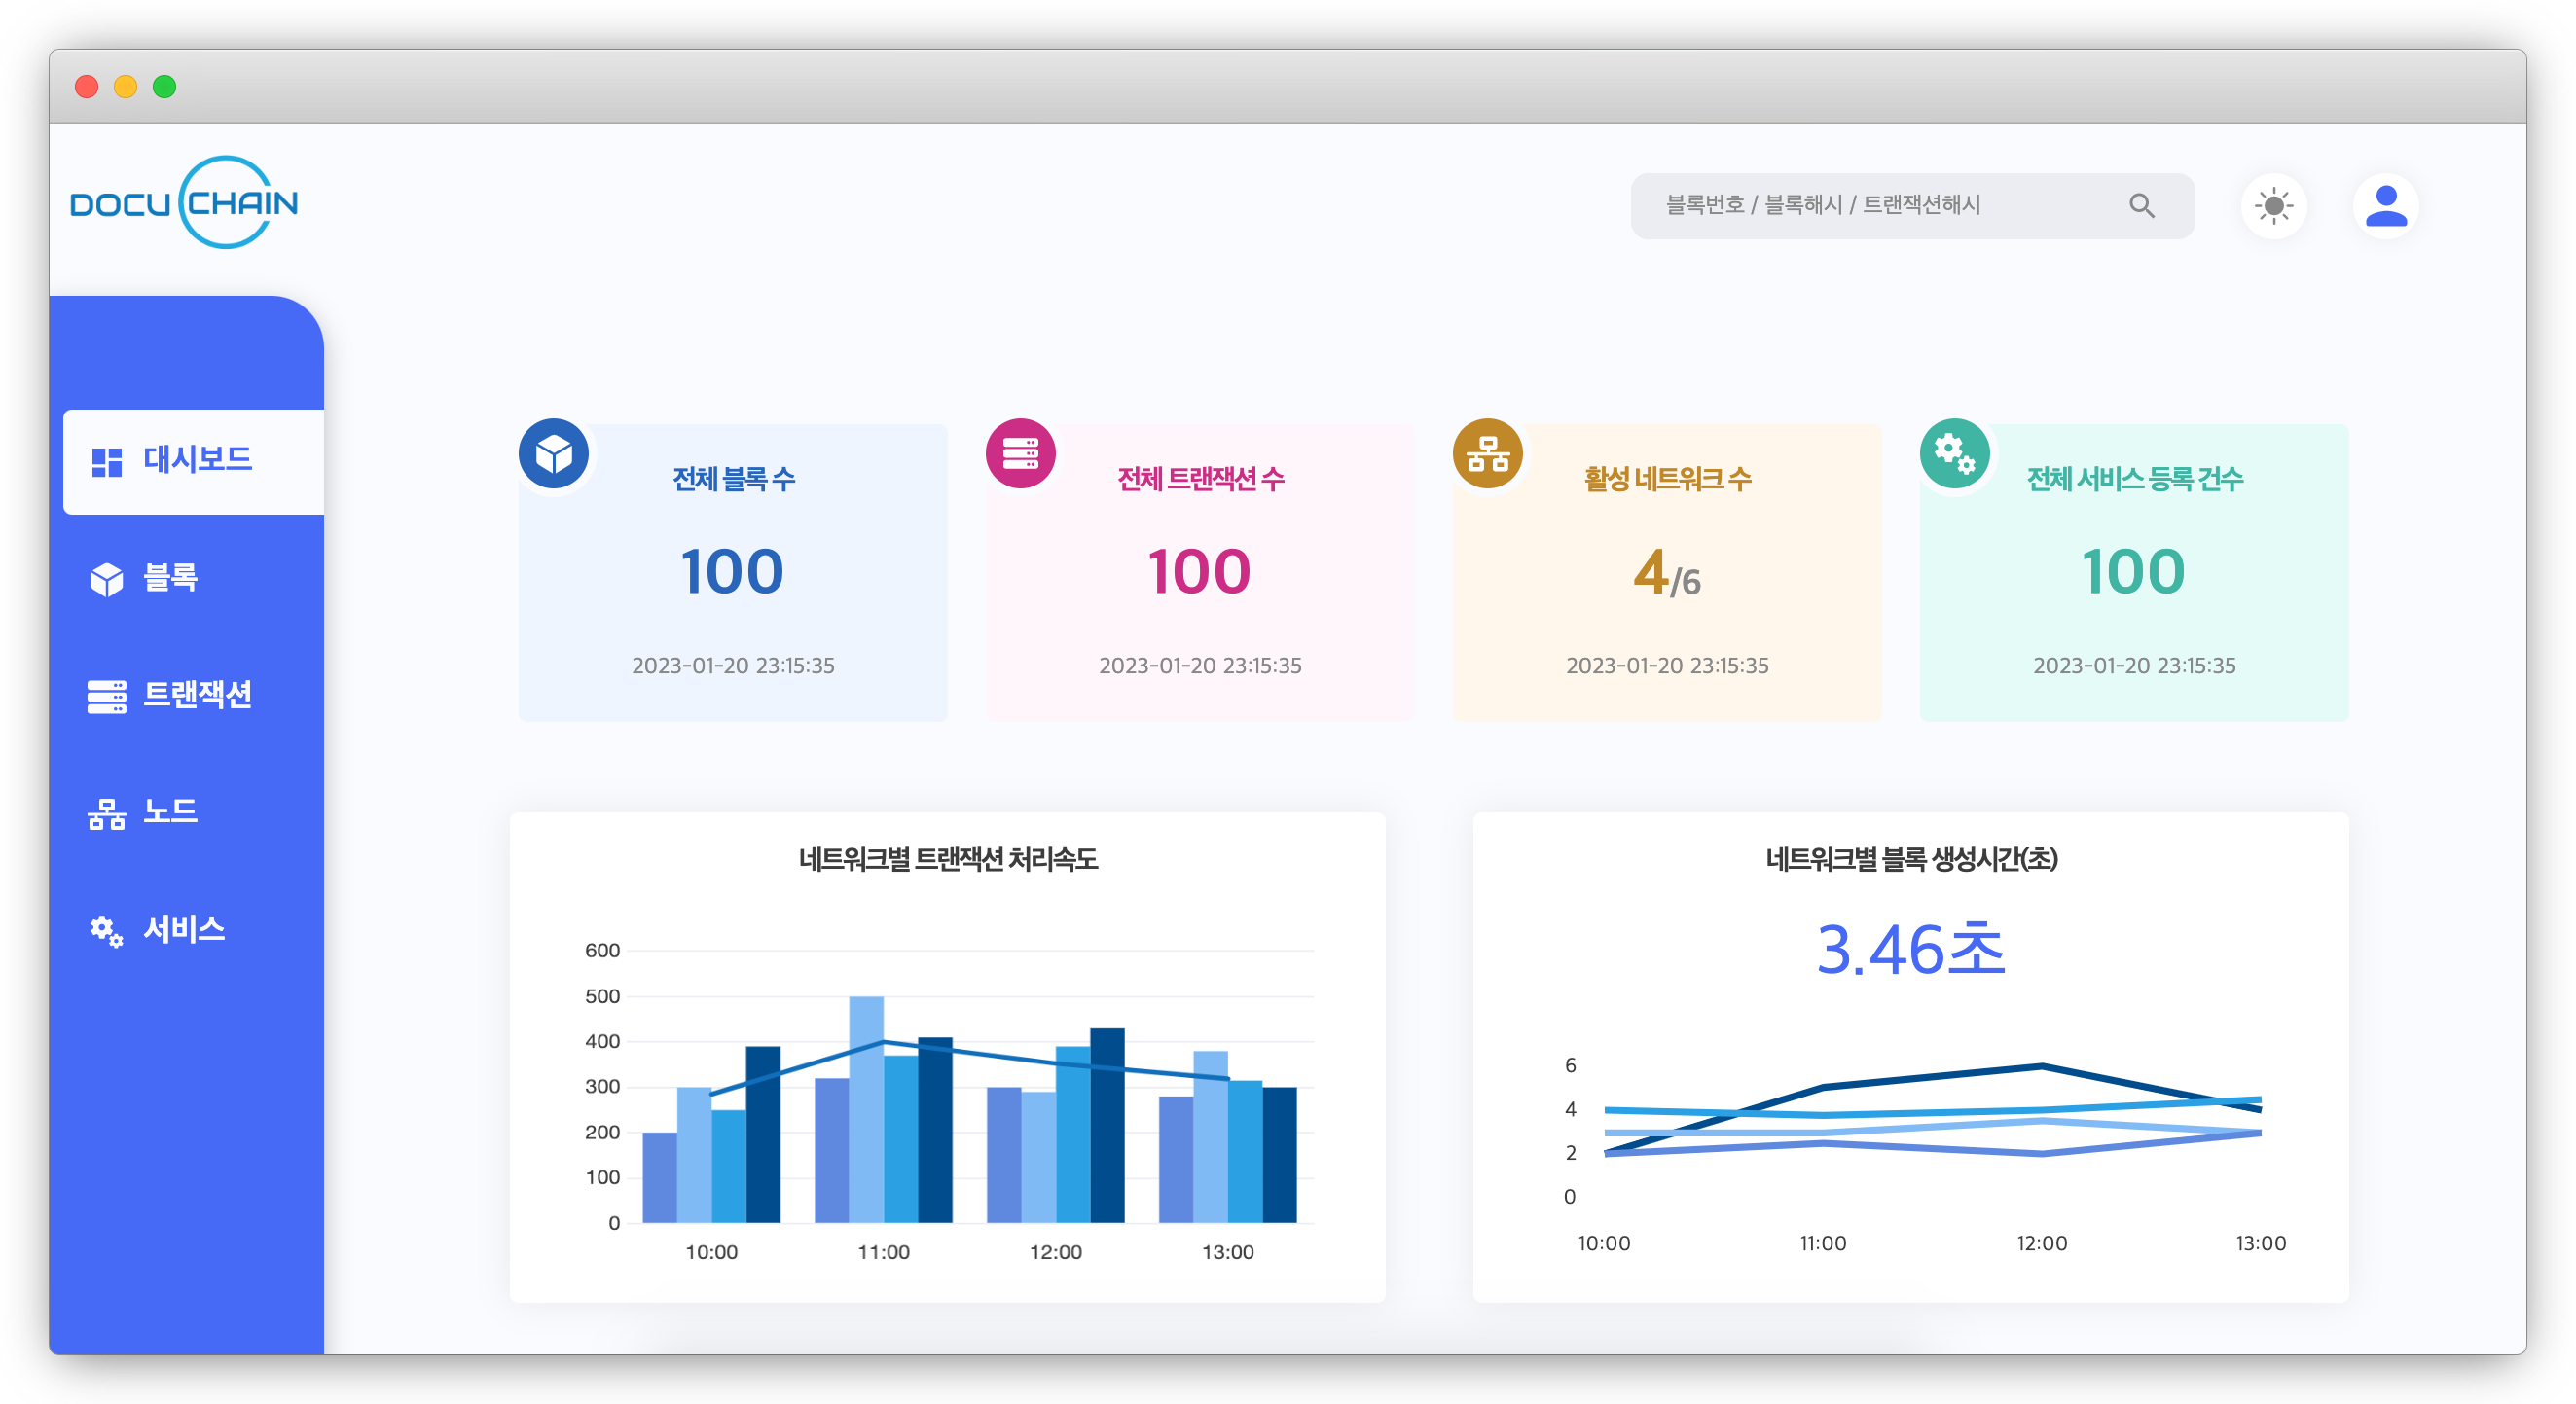 DOCU CHAIN
블록번호 / 블록해시 / 트랜잭션해시
대시보드
블록
트랜잭션
노드
서비스
전체 블록 수
100
2023-01-20 23:15:35
전체 트랜잭션 수
100
2023-01-20 23:15:35
활성 네트워크 수
4/6
2023-01-20 23:15:35
전체 서비스 등록 건수
100
2023-01-20 23:15:35
네트워크별 트랜잭션 처리속도
600
500
400
300
200
100
0
10:00 11:00 12:00 13:00
네트워크별 블록 생성시간(초)
3.46초
6
4
2
0
10:00 11:00 12:00 13:00